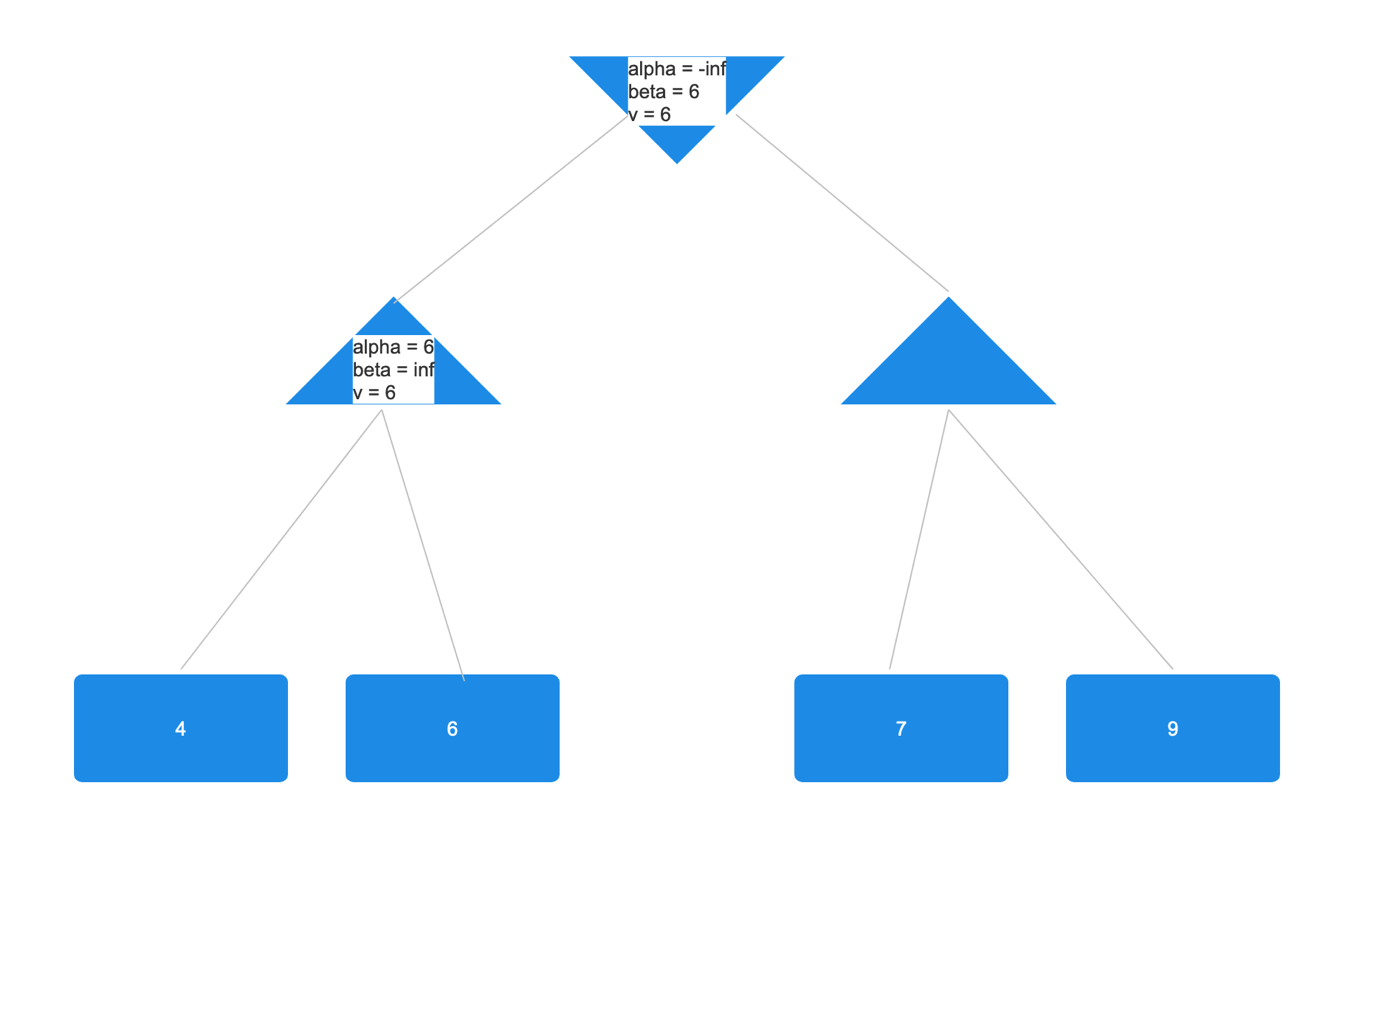 alpha = -inf
beta = 6
v = 6
alpha = 6
beta = inf
v = 6
4
6
7
9